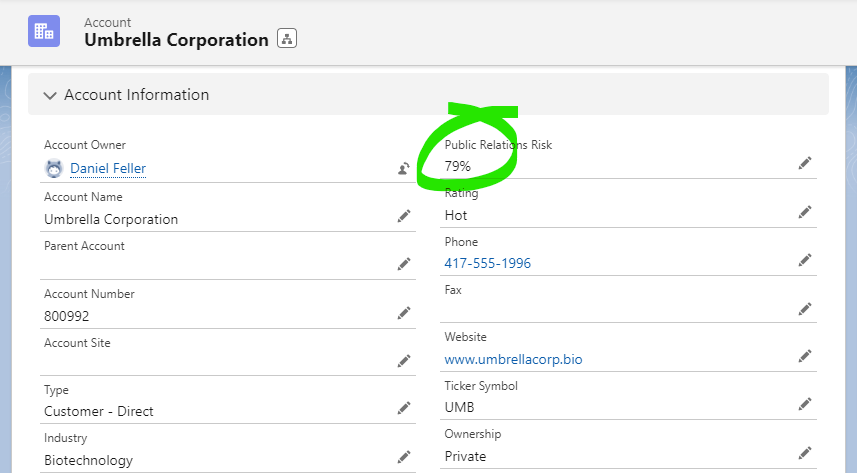 Account
Umbrella Corporation
Account Information
Account Owner
Daniel Feller
Account Name
Umbrella Corporation
Parent Account
Account Number
800992
Account Site
Type
Customer - Direct
Industry
Biotechnology
Public Relations Risk
79%
Rating
Hot
Phone
417-555-1996
Fax
Website
www.umbrellacorp.bio
Ticker Symbol
UMB
Ownership
Private